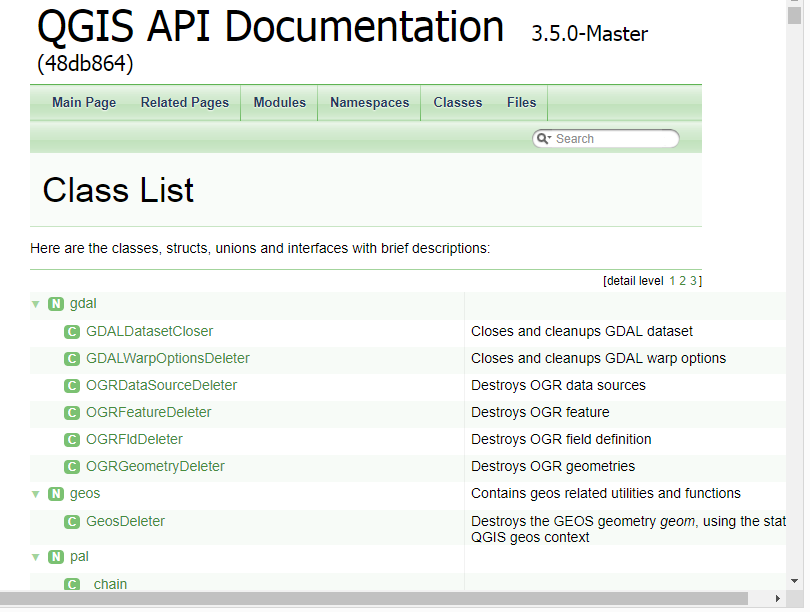 QGIS API Documentation 3.5.0-Master
(48db864)
Main Page Related Pages Modules Namespaces Classes Files
Search
Class List
Here are the classes, structs, unions and interfaces with brief descriptions:
[detail level 1 2 3]
N gdal
C GDALDatasetCloser Closes and cleanups GDAL dataset
C GDALWarpOptionsDeleter Closes and cleanups GDAL warp options
C OGRDataSourceDeleter Destroys OGR data sources
C OGRFeatureDeleter Destroys OGR feature
C OGRFldDeleter Destroys OGR field definition
C OGRGeometryDeleter Destroys OGR geometries
N geos Contains geos related utilities and functions
C GeosDeleter Destroys the GEOS geometry geom, using the stat
QGIS geos context
N pal
C _chain